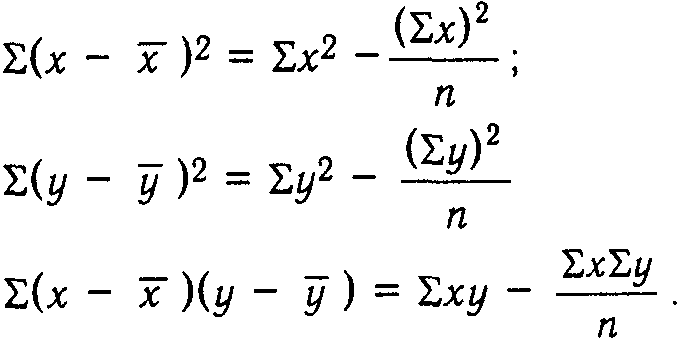 Σ(x − x̄ )² = Σx² − (Σx)²/n ;
Σ(y − ȳ )² = Σy² − (Σy)²/n
Σ(x − x̄ )(y − ȳ ) = Σxy − ΣxΣy/n .